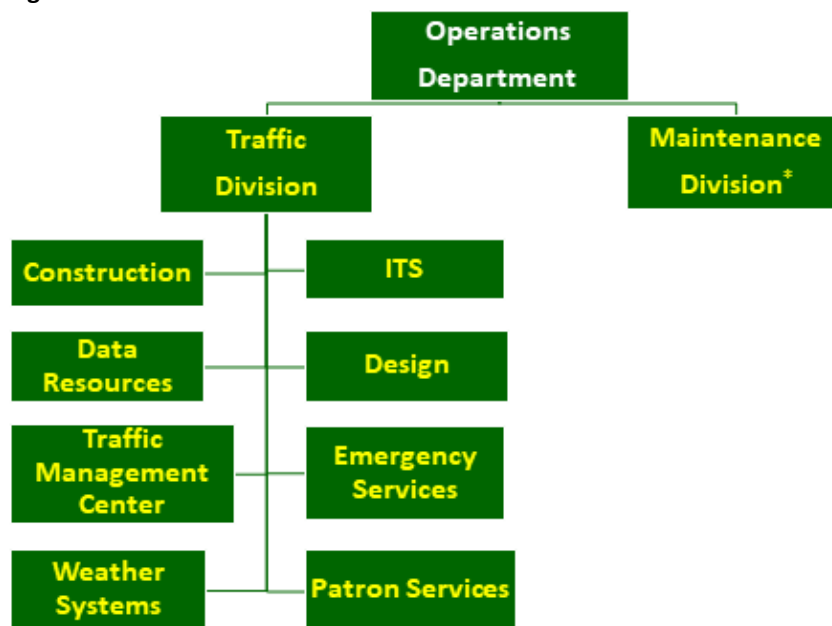 Operations
Department
Traffic
Division
Maintenance
Division*
Construction
ITS
Data
Resources
Design
Traffic
Management
Center
Emergency
Services
Weather
Systems
Patron Services